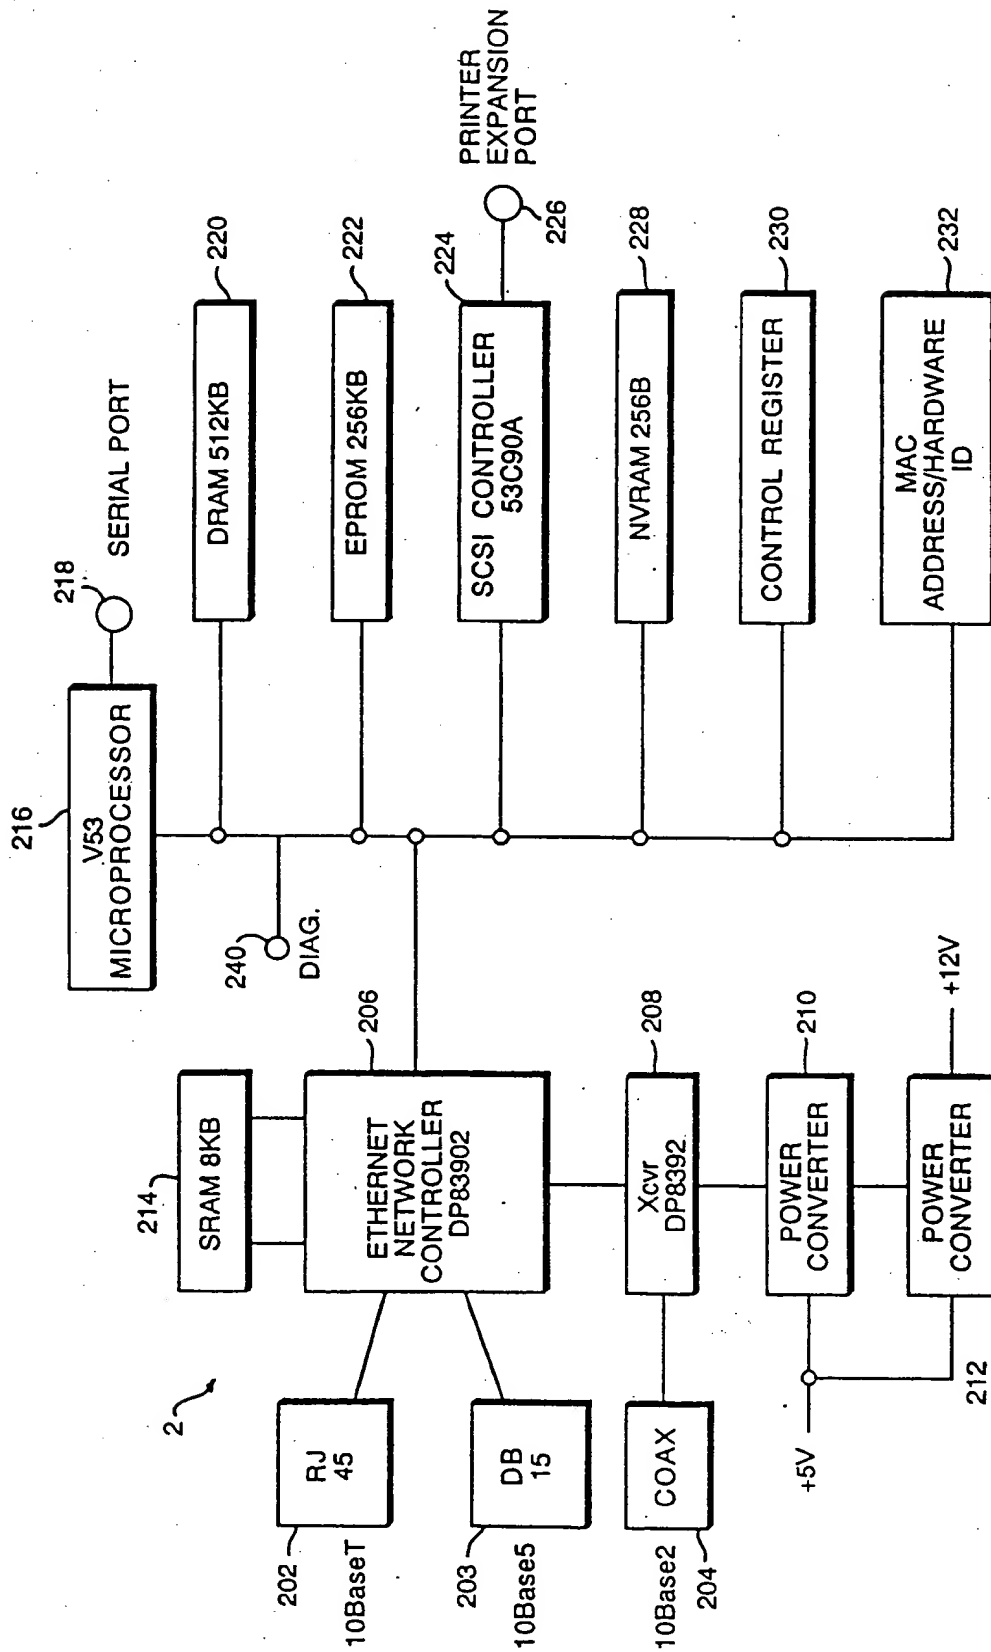 2
RJ
45
202
10BaseT
DB
15
203
10Base5
COAX
10Base2
204
214
SRAM 8KB
206
ETHERNET
NETWORK
CONTROLLER
DP83902
208
Xcvr
DP8392
210
POWER
CONVERTER
+5V
212
POWER
CONVERTER
+12V
216
V53
MICROPROCESSOR
218
SERIAL PORT
240
DIAG.
220
DRAM 512KB
222
EPROM 256KB
224
SCSI CONTROLLER
53C90A
226
PRINTER
EXPANSION
PORT
228
NVRAM 256B
230
CONTROL REGISTER
232
MAC
ADDRESS/HARDWARE
ID